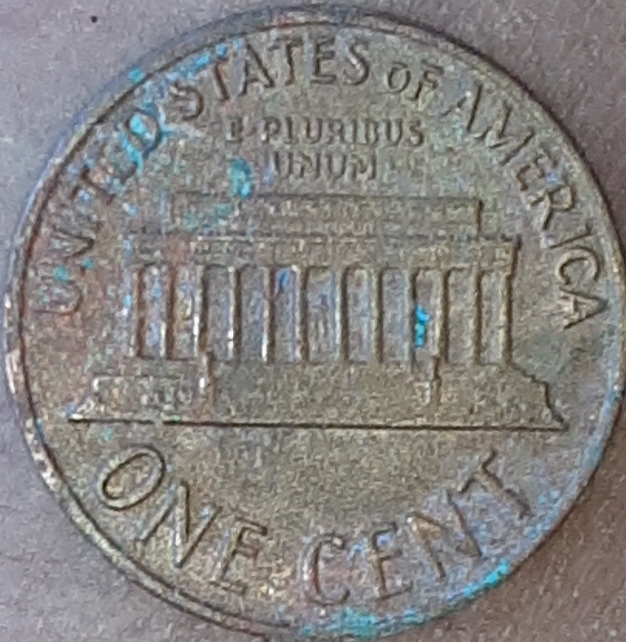 UNITED STATES OF AMERICA
E·PLURIBUS
UNUM
ONE CENT